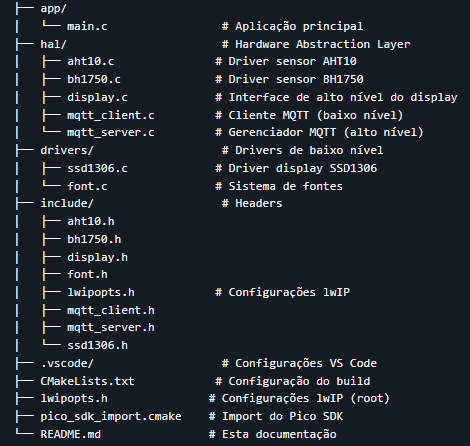 ├── app/
│   └── main.c                 # Aplicação principal
├── hal/                       # Hardware Abstraction Layer
│   ├── aht10.c               # Driver sensor AHT10
│   ├── bh1750.c              # Driver sensor BH1750
│   ├── display.c             # Interface de alto nível do display
│   ├── mqtt_client.c         # Cliente MQTT (baixo nível)
│   └── mqtt_server.c         # Gerenciador MQTT (alto nível)
├── drivers/                   # Drivers de baixo nível
│   ├── ssd1306.c             # Driver display SSD1306
│   └── font.c                # Sistema de fontes
├── include/                   # Headers
│   ├── aht10.h
│   ├── bh1750.h
│   ├── display.h
│   ├── font.h
│   ├── lwipopts.h            # Configurações lwIP
│   ├── mqtt_client.h
│   ├── mqtt_server.h
│   └── ssd1306.h
├── .vscode/                   # Configurações VS Code
├── CMakeLists.txt            # Configuração do build
├── lwipopts.h               # Configurações lwIP (root)
├── pico_sdk_import.cmake    # Import do Pico SDK
└── README.md                # Esta documentação